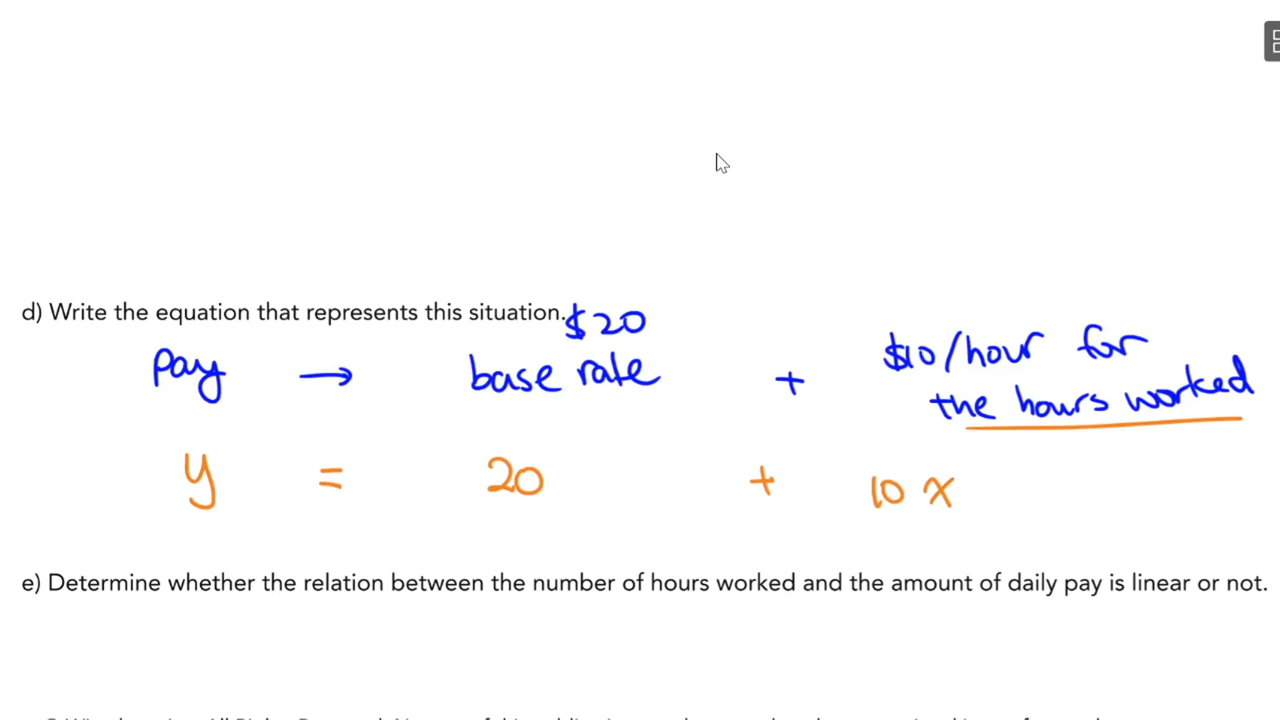 d) Write the equation that represents this situation. $20
pay → base rate + $10/hour for
the hours worked
y = 20 + 10 x
e) Determine whether the relation between the number of hours worked and the amount of daily pay is linear or not.